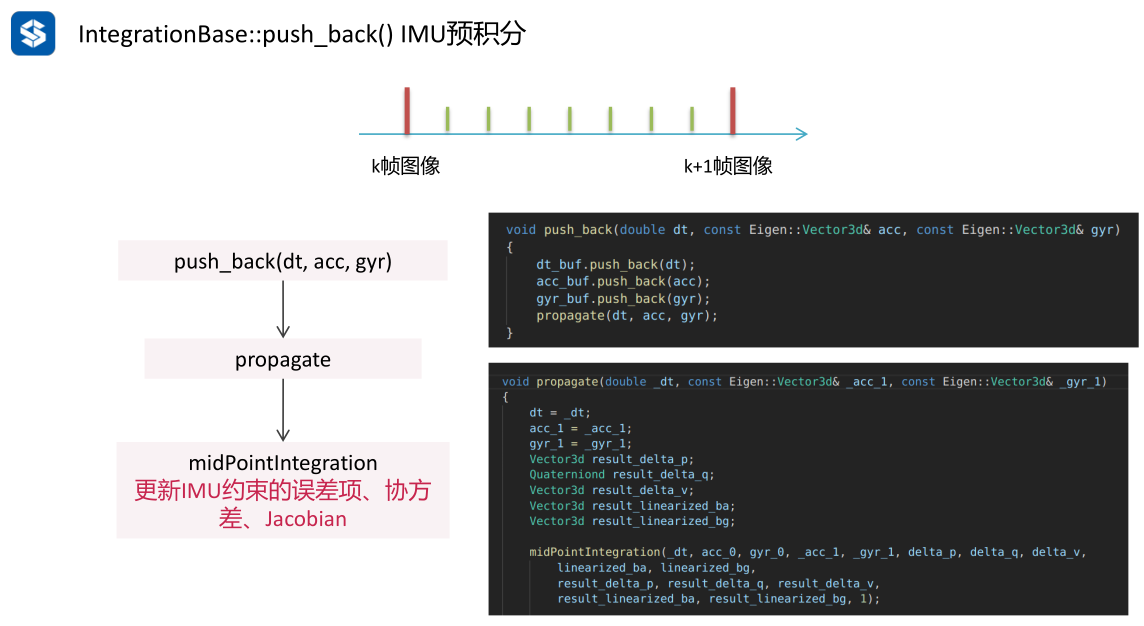 IntegrationBase::push_back() IMU预积分
k帧图像
k+1帧图像
push_back(dt, acc, gyr)
propagate
midPointIntegration
更新IMU约束的误差项、协方
差、Jacobian
void push_back(double dt, const Eigen::Vector3d& acc, const Eigen::Vector3d& gyr)
{
dt_buf.push_back(dt);
acc_buf.push_back(acc);
gyr_buf.push_back(gyr);
propagate(dt, acc, gyr);
}
void propagate(double _dt, const Eigen::Vector3d& _acc_1, const Eigen::Vector3d& _gyr_1)
{
dt = _dt;
acc_1 = _acc_1;
gyr_1 = _gyr_1;
Vector3d result_delta_p;
Quaterniond result_delta_q;
Vector3d result_delta_v;
Vector3d result_linearized_ba;
Vector3d result_linearized_bg;
midPointIntegration(_dt, acc_0, gyr_0, _acc_1, _gyr_1, delta_p, delta_q, delta_v,
linearized_ba, linearized_bg,
result_delta_p, result_delta_q, result_delta_v,
result_linearized_ba, result_linearized_bg, 1);